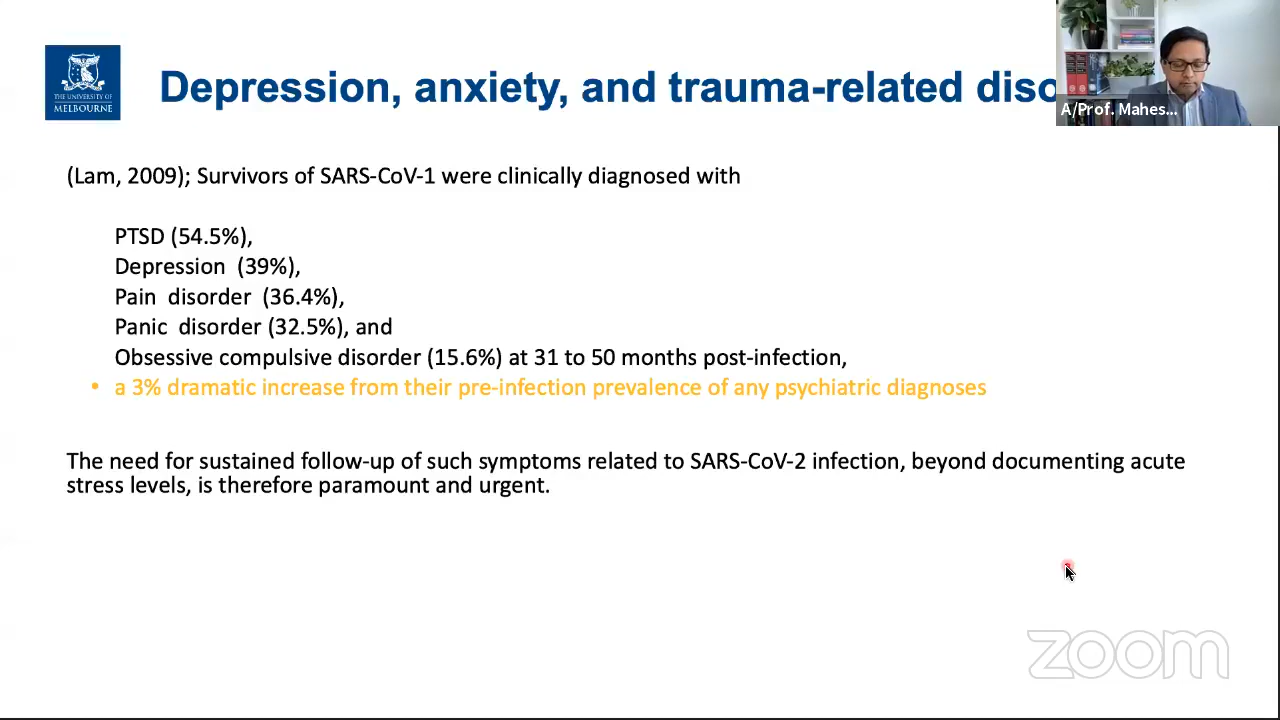 THE UNIVERSITY OF
MELBOURNE
Depression, anxiety, and trauma-related diso
A/Prof. Mahes...
(Lam, 2009); Survivors of SARS-CoV-1 were clinically diagnosed with
PTSD (54.5%),
Depression (39%),
Pain disorder (36.4%),
Panic disorder (32.5%), and
Obsessive compulsive disorder (15.6%) at 31 to 50 months post-infection,
• a 3% dramatic increase from their pre-infection prevalence of any psychiatric diagnoses
The need for sustained follow-up of such symptoms related to SARS-CoV-2 infection, beyond documenting acute
stress levels, is therefore paramount and urgent.
zoom